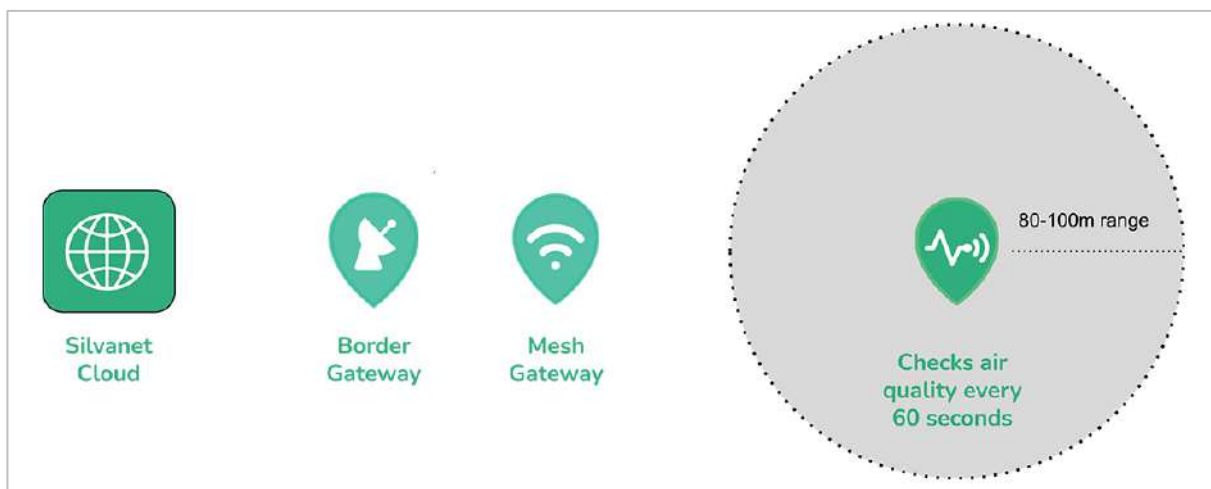 Silvanet
Cloud
Border
Gateway
Mesh
Gateway
80-100m range
Checks air
quality every
60 seconds